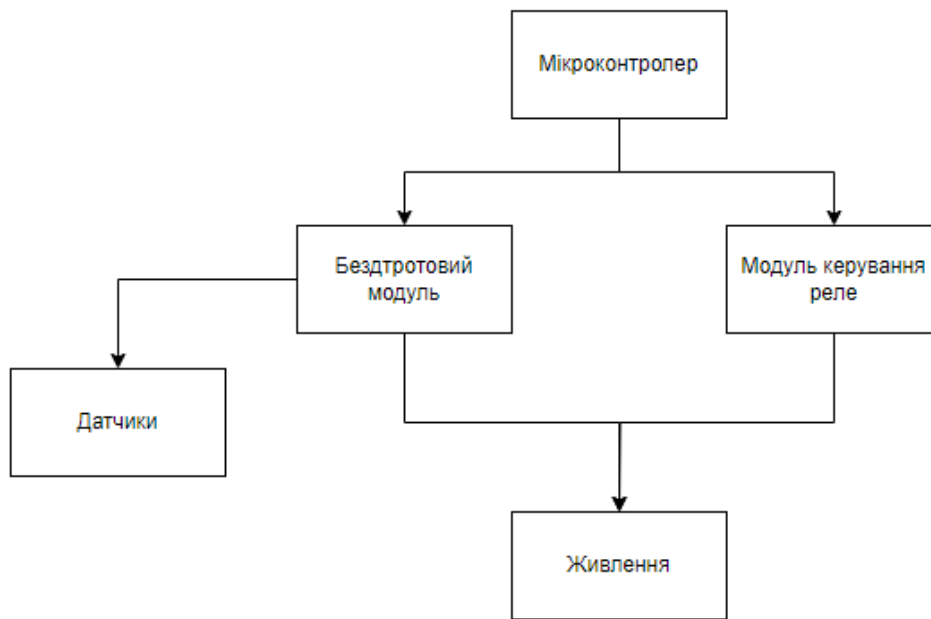 Мікроконтролер
Бездтротовий
модуль
Модуль керування
реле
Датчики
Живлення